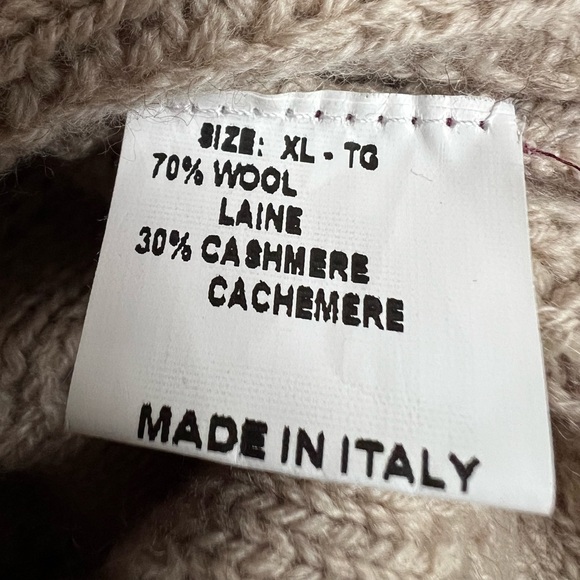 SIZE: XL - TG
70% WOOL
LAINE
30% CASHMERE
CACHEMERE
MADE IN ITALY